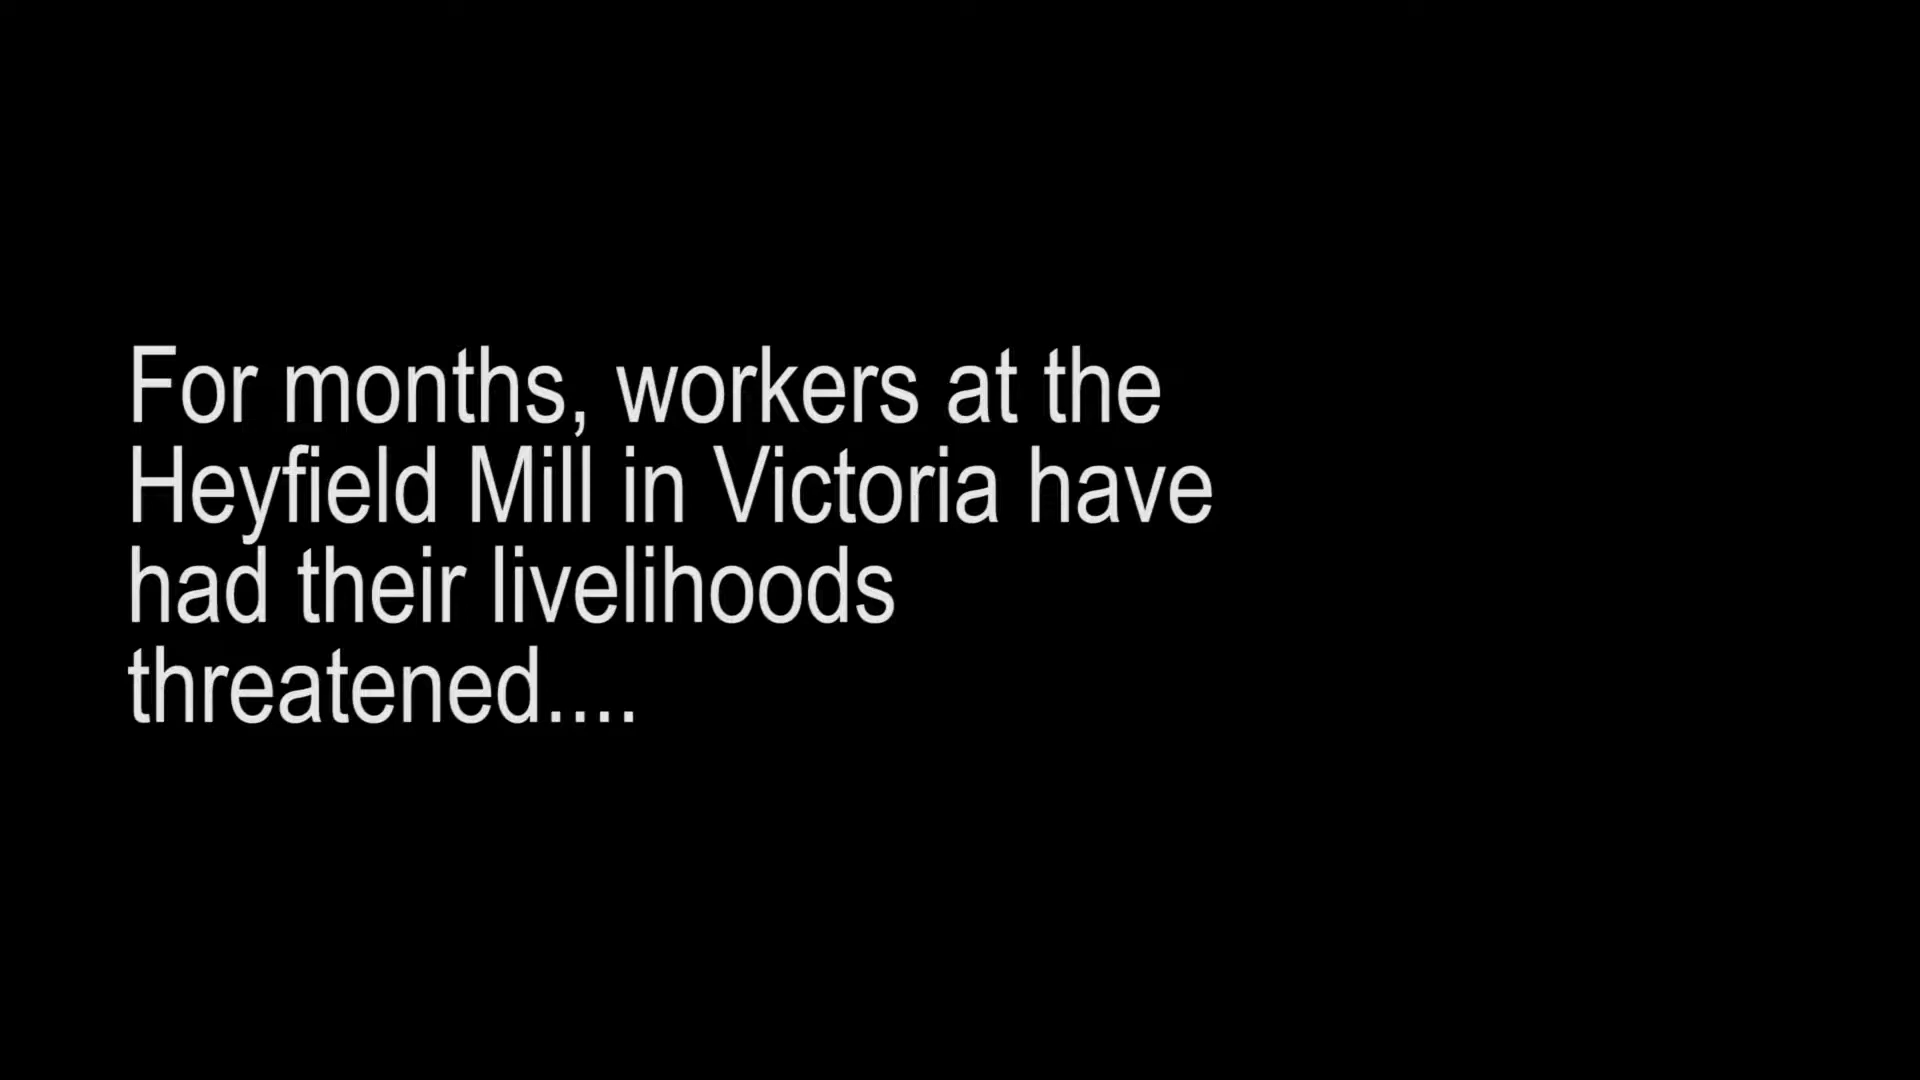 For months, workers at the
Heyfield Mill in Victoria have
had their livelihoods
threatened....